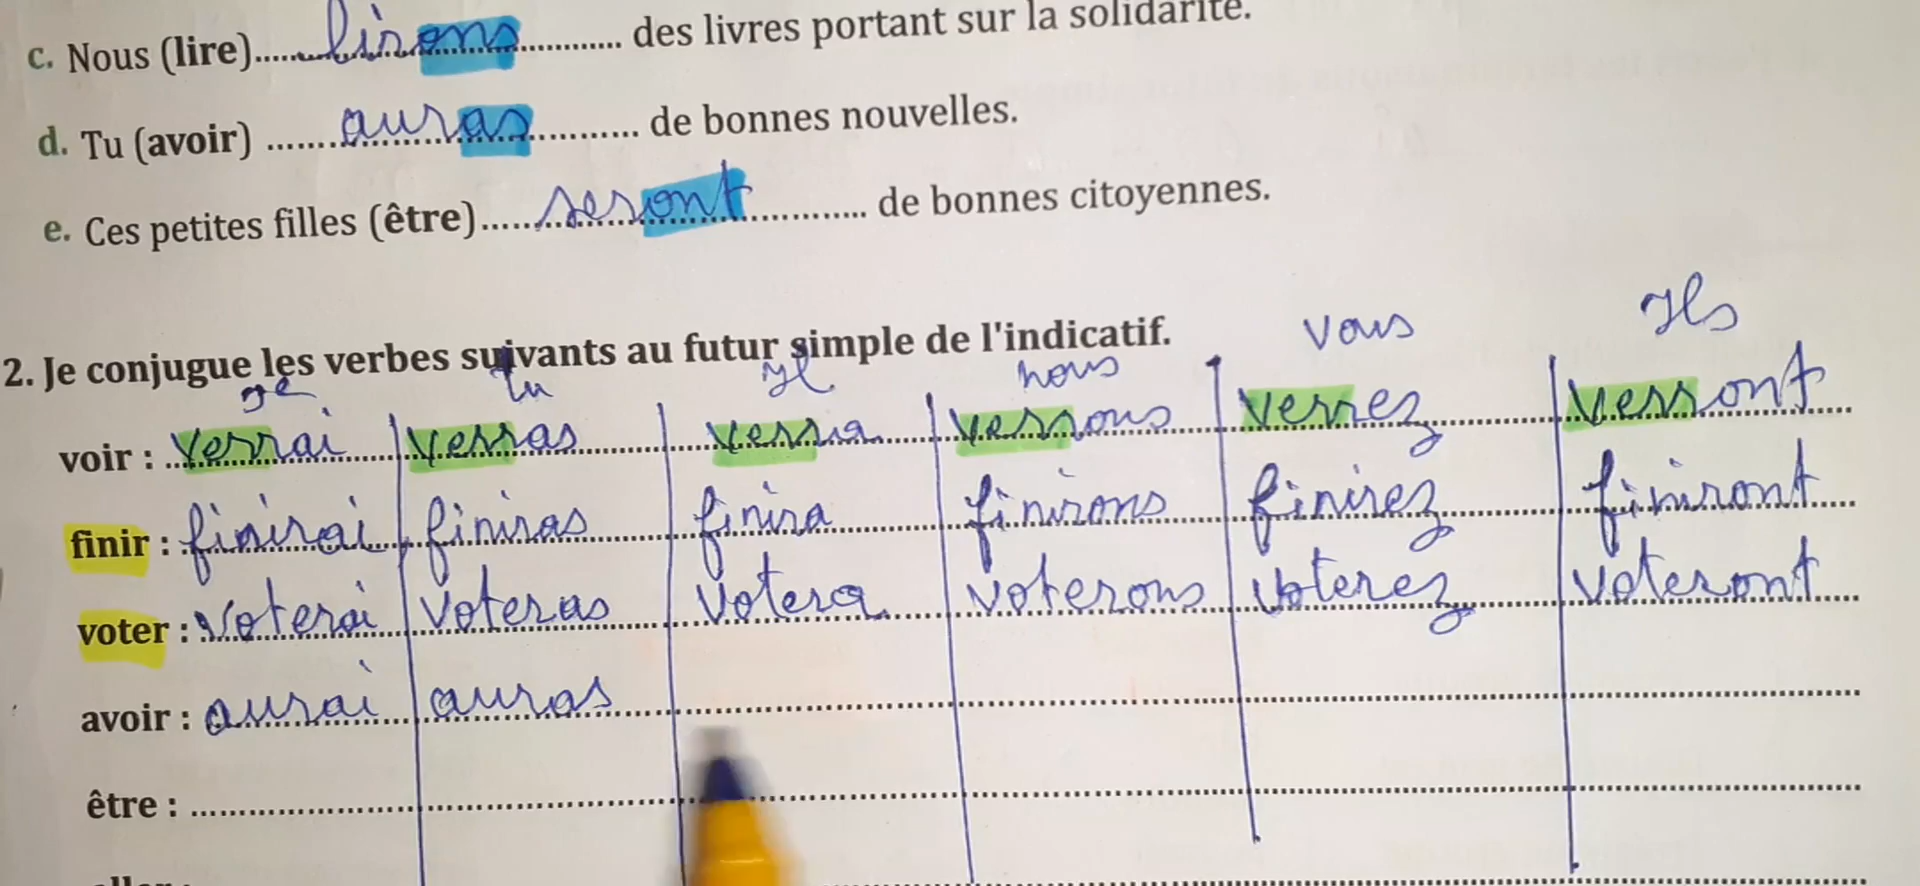 c. Nous (lire)......lirons............ des livres portant sur la solidarité.
d. Tu (avoir) .......auras............ de bonnes nouvelles.
e. Ces petites filles (être)......seront............ de bonnes citoyennes.
2. Je conjugue les verbes suivants au futur simple de l'indicatif.
je tu Il nous vous Ils
voir : verrai verras verra verrons verrez verront
finir : finirai finiras finira finirons finirez finiront
voter : voterai voteras votera voterons voterez voteront
avoir : aurai auras
être :